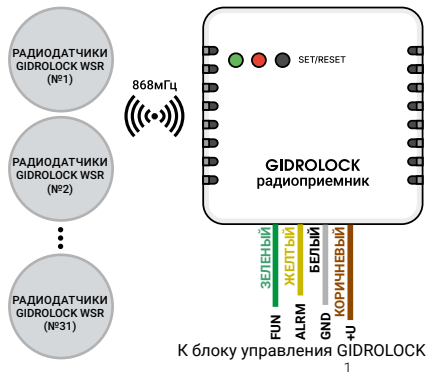 РАДИОДАТЧИКИ
GIDROLOCK WSR
(№1)
868мГц
SET/RESET
РАДИОДАТЧИКИ
GIDROLOCK WSR
(№2)
GIDROLOCK
радиоприемник
РАДИОДАТЧИКИ
GIDROLOCK WSR
(№31)
ЗЕЛЕНЫЙ
ЖЕЛТЫЙ
БЕЛЫЙ
КОРИЧНЕВЫЙ
FUN
ALRM
GND
+U
К блоку управления GIDROLOCK
1